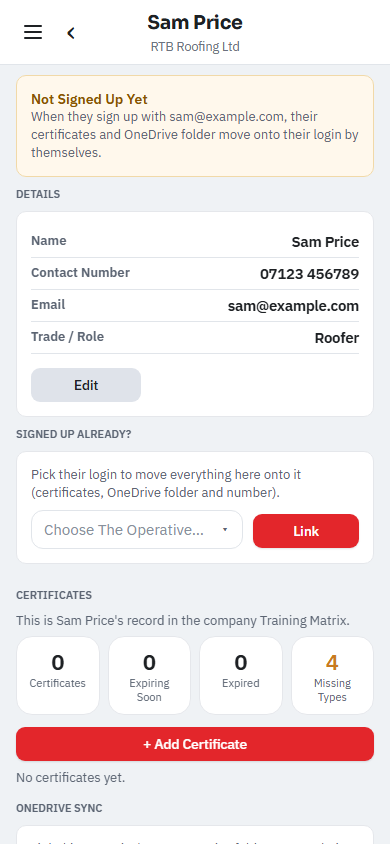 Sam Price
RTB Roofing Ltd
Not Signed Up Yet
When they sign up with sam@example.com, their
certificates and OneDrive folder move onto their login by
themselves.
DETAILS
Name Sam Price
Contact Number 07123 456789
Email sam@example.com
Trade / Role Roofer
Edit
SIGNED UP ALREADY?
Pick their login to move everything here onto it
(certificates, OneDrive folder and number).
Choose The Operative...
Link
CERTIFICATES
This is Sam Price's record in the company Training Matrix.
0 0 0 4
Certificates Expiring Soon Expired Missing Types
+ Add Certificate
No certificates yet.
ONEDRIVE SYNC